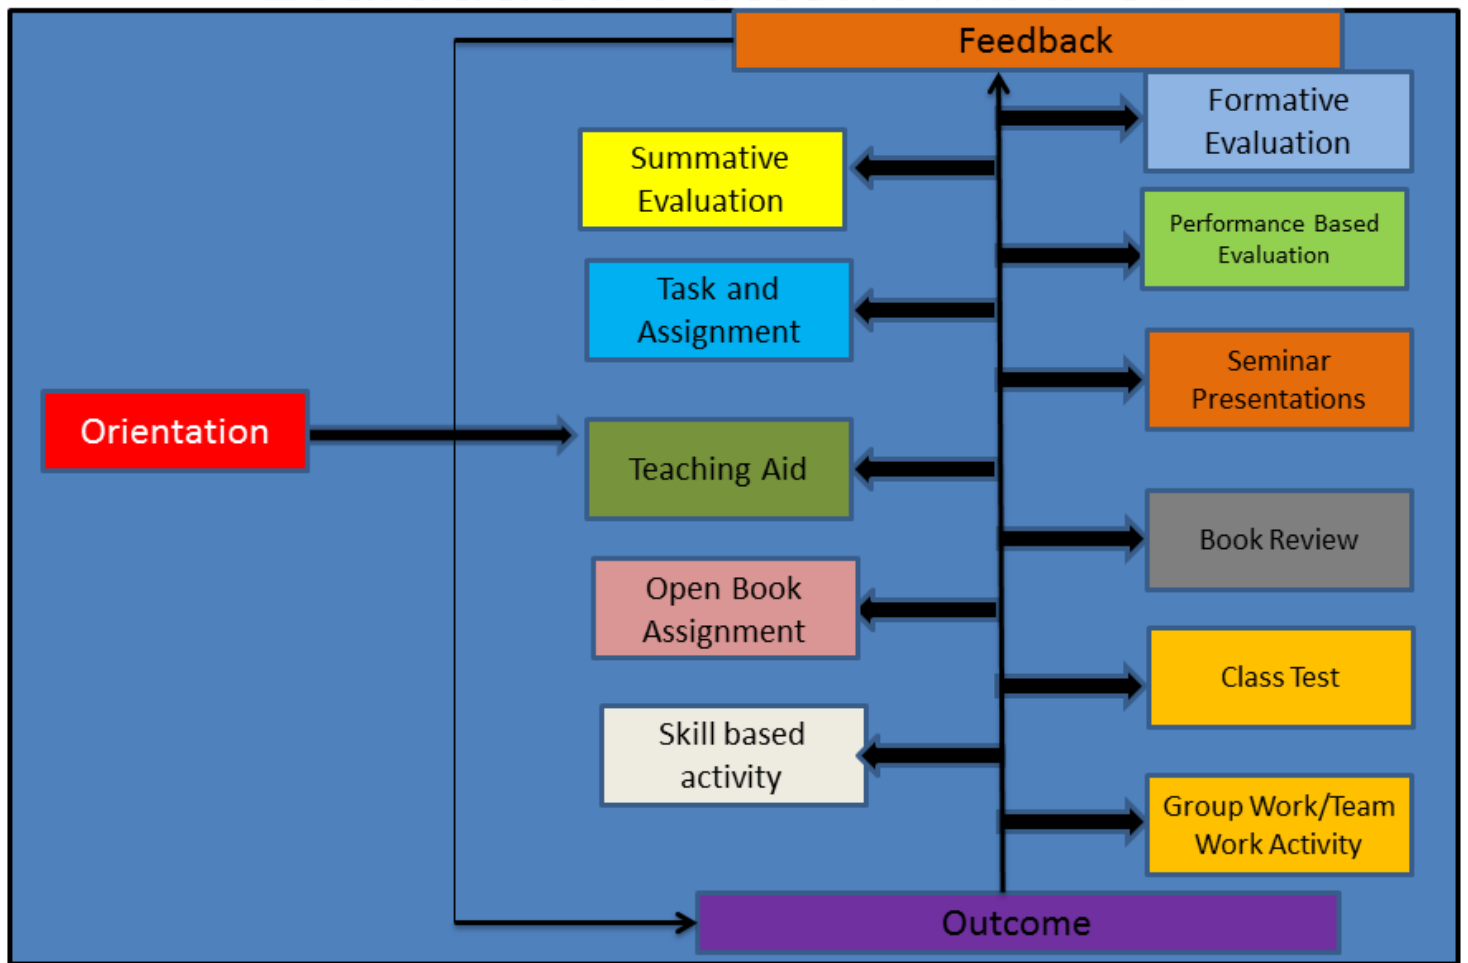 Feedback
Formative
Evaluation
Summative
Evaluation
Performance Based
Evaluation
Task and
Assignment
Seminar
Presentations
Orientation
Teaching Aid
Book Review
Open Book
Assignment
Class Test
Skill based
activity
Group Work/Team
Work Activity
Outcome